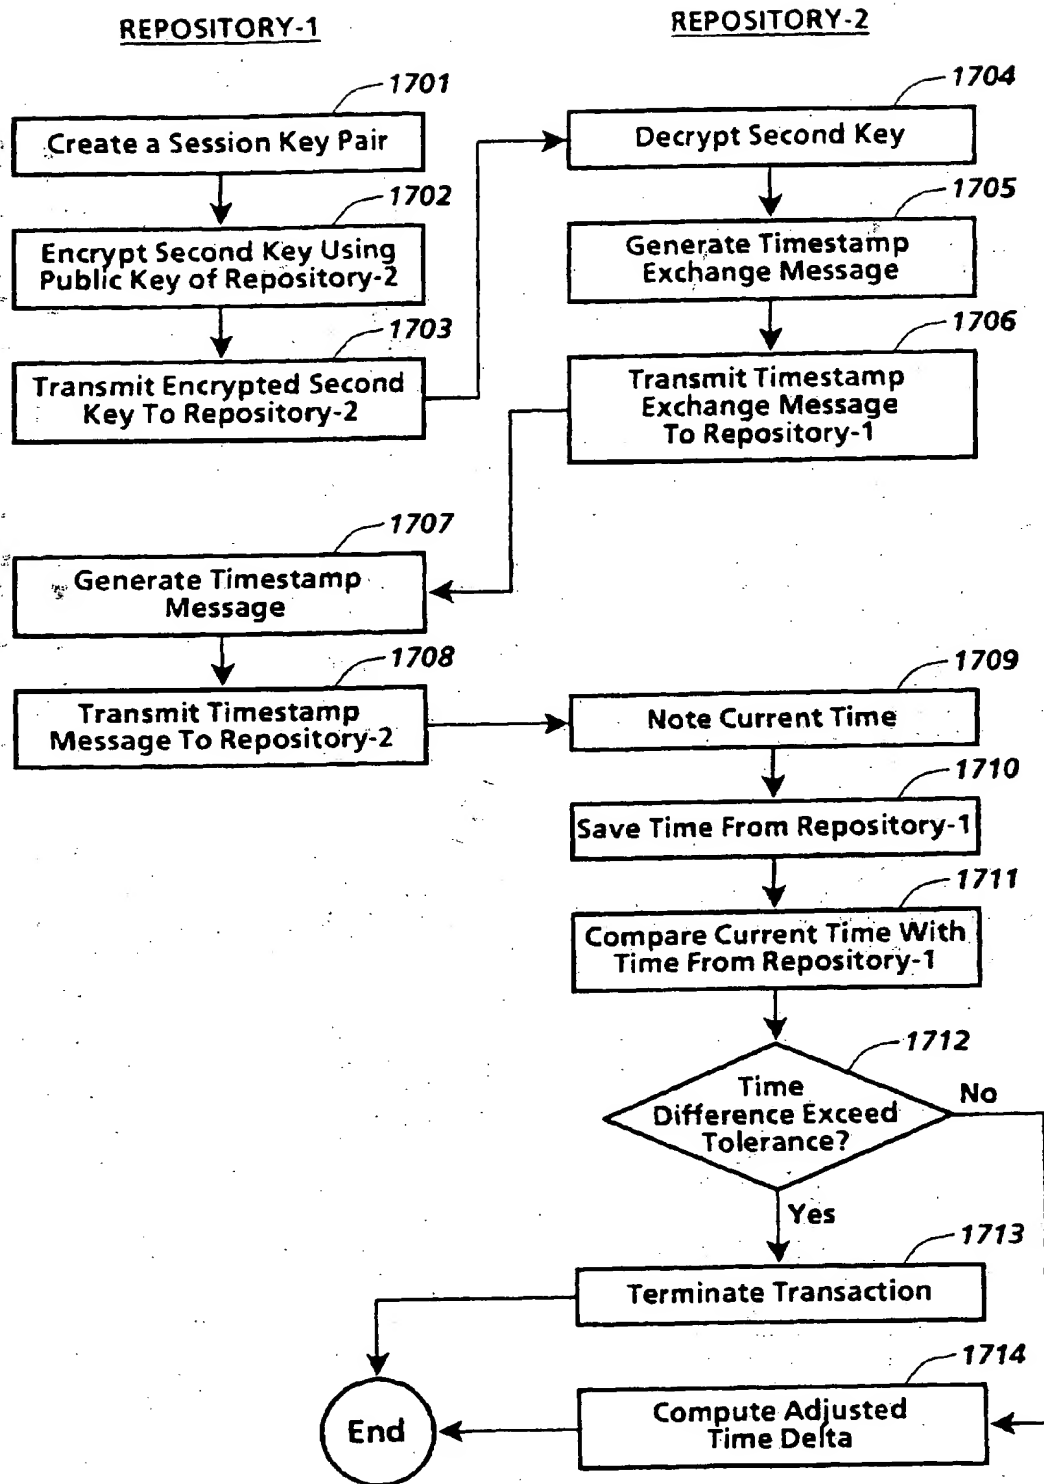 REPOSITORY-1
REPOSITORY-2
1701
Create a Session Key Pair
1702
Encrypt Second Key Using
Public Key of Repository-2
1703
Transmit Encrypted Second
Key To Repository-2
1704
Decrypt Second Key
1705
Generate Timestamp
Exchange Message
1706
Transmit Timestamp
Exchange Message
To Repository-1
1707
Generate Timestamp
Message
1708
Transmit Timestamp
Message To Repository-2
1709
Note Current Time
1710
Save Time From Repository-1
1711
Compare Current Time With
Time From Repository-1
1712
Time
Difference Exceed
Tolerance?
No
Yes
1713
Terminate Transaction
1714
Compute Adjusted
Time Delta
End